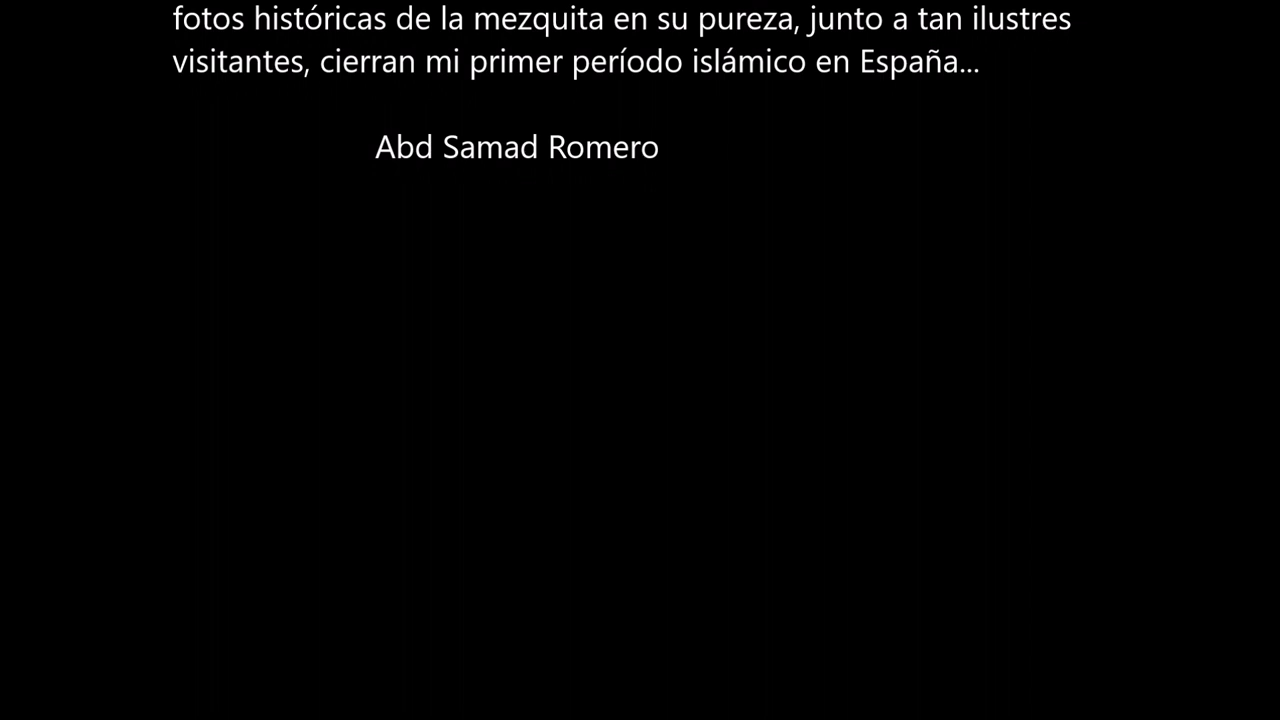 fotos históricas de la mezquita en su pureza, junto a tan ilustres
visitantes, cierran mi primer período islámico en España...
Abd Samad Romero